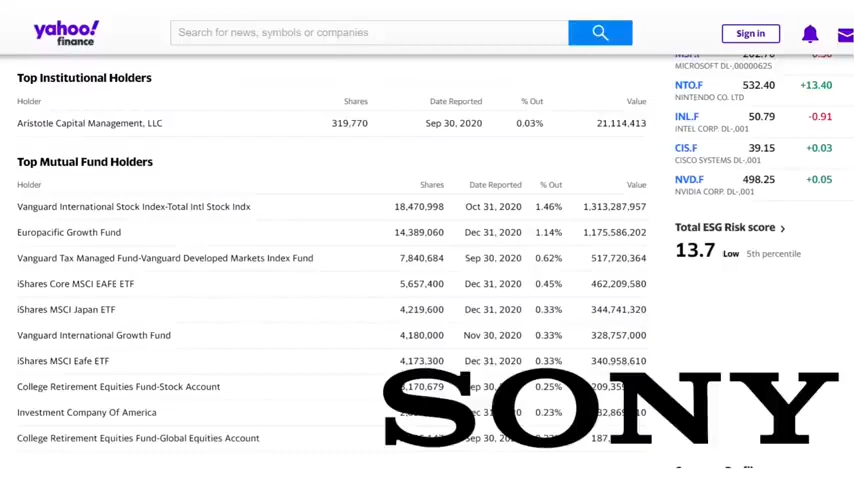 yahoo!
finance
Search for news, symbols or companies
Sign in
Top Institutional Holders
Holder Shares Date Reported % Out Value
Aristotle Capital Management, LLC 319,770 Sep 30, 2020 0.03% 21,114,413
Top Mutual Fund Holders
Holder Shares Date Reported % Out Value
Vanguard International Stock Index-Total Intl Stock Indx 18,470,998 Oct 31, 2020 1.46% 1,313,287,957
Europacific Growth Fund 14,389,060 Dec 31, 2020 1.14% 1,175,586,202
Vanguard Tax Managed Fund-Vanguard Developed Markets Index Fund 7,840,684 Sep 30, 2020 0.62% 517,720,364
iShares Core MSCI EAFE ETF 5,657,400 Dec 31, 2020 0.45% 462,209,580
iShares MSCI Japan ETF 4,219,600 Dec 31, 2020 0.33% 344,741,320
Vanguard International Growth Fund 4,180,000 Nov 30, 2020 0.33% 328,757,000
iShares MSCI Eafe ETF 4,173,300 Dec 31, 2020 0.33% 340,958,610
College Retirement Equities Fund-Stock Account 0.25%
Investment Company Of America 0.23%
College Retirement Equities Fund-Global Equities Account Sep 30, 2020
MICROSOFT DL-,00000625
NTO.F 532.40 +13.40
NINTENDO CO. LTD
INL.F 50.79 -0.91
INTEL CORP. DL-,001
CIS.F 39.15 +0.03
CISCO SYSTEMS DL-,001
NVD.F 498.25 +0.05
NVIDIA CORP. DL-,001
Total ESG Risk score
13.7 Low 5th percentile
SONY